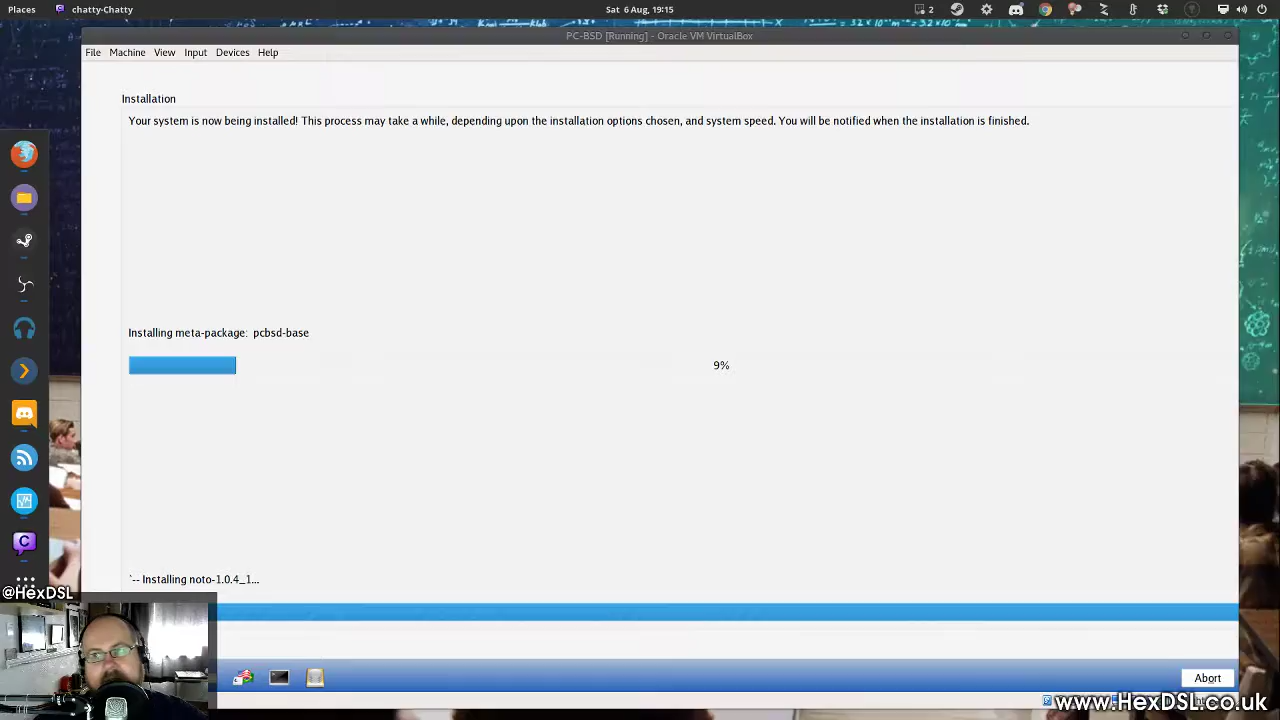 Places chatty-Chatty Sat 6 Aug, 19:15 2
PC-BSD [Running] - Oracle VM VirtualBox
File Machine View Input Devices Help
Installation
Your system is now being installed! This process may take a while, depending upon the installation options chosen, and system speed. You will be notified when the installation is finished.
Installing meta-package: pcbsd-base
9%
`-- Installing noto-1.0.4_1...
@HexDSL
Abort
www.HexDSL.co.uk